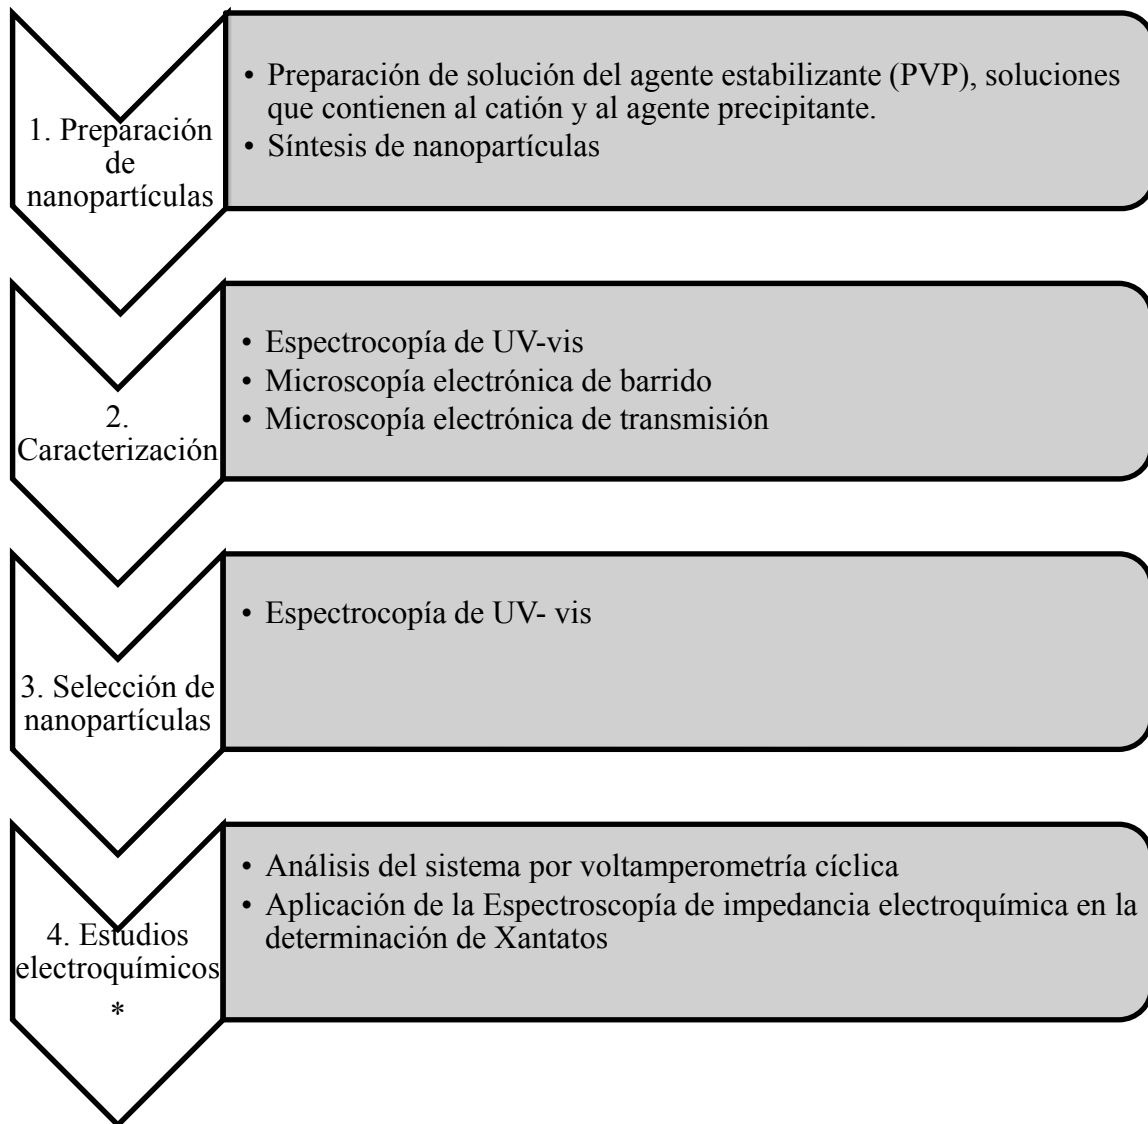 1. Preparación
de
nanopartículas
• Preparación de solución del agente estabilizante (PVP), soluciones
que contienen al catión y al agente precipitante.
• Síntesis de nanopartículas
2.
Caracterización
• Espectrocopía de UV-vis
• Microscopía electrónica de barrido
• Microscopía electrónica de transmisión
3. Selección de
nanopartículas
• Espectrocopía de UV- vis
4. Estudios
electroquímicos
*
• Análisis del sistema por voltamperometría cíclica
• Aplicación de la Espectroscopía de impedancia electroquímica en la
determinación de Xantatos